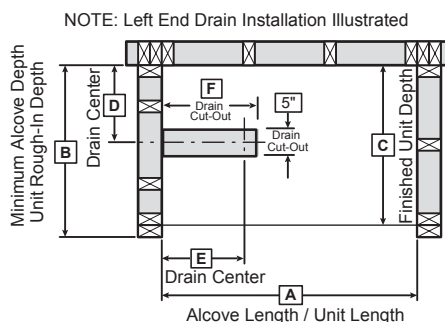 NOTE: Left End Drain Installation Illustrated
Minimum Alcove Depth
Unit Rough-In Depth
B
Drain Center
D
F
Drain
Cut-Out
5"
Drain
Cut-Out
C
Finished Unit Depth
E
Drain Center
A
Alcove Length / Unit Length